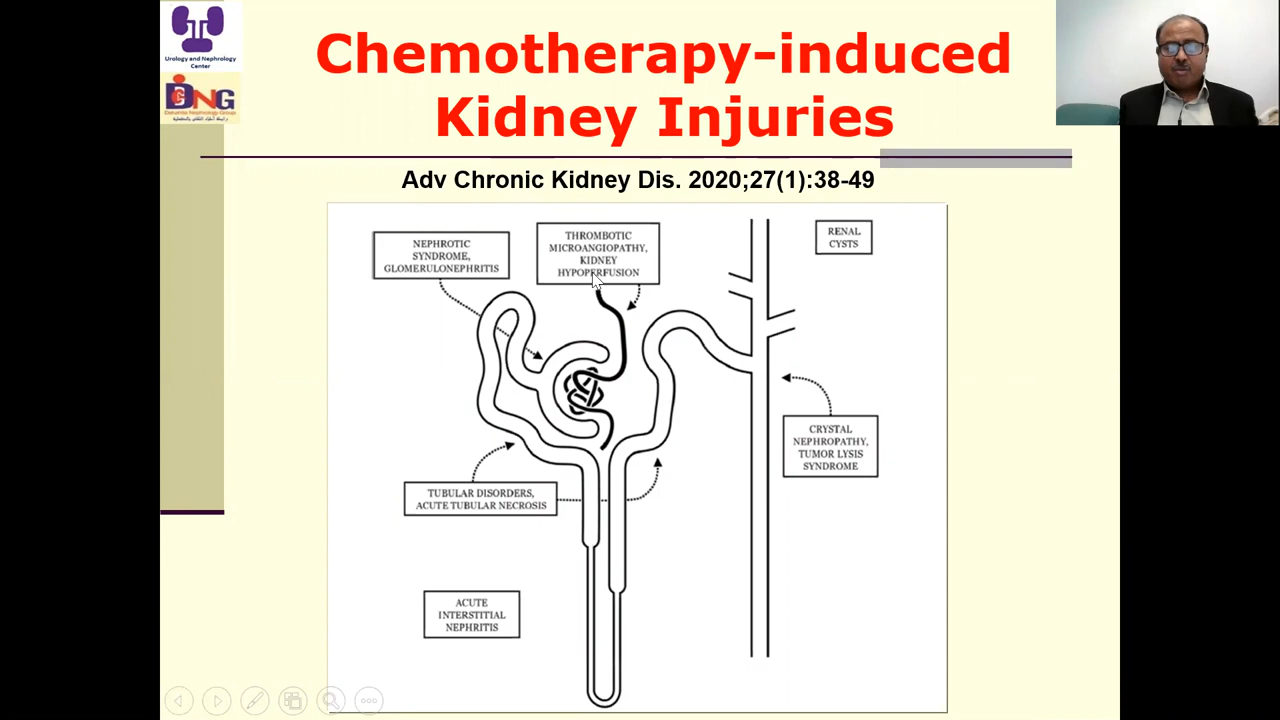 Urology and Nephrology
Center
DNG
Chemotherapy-induced
Kidney Injuries
Adv Chronic Kidney Dis. 2020;27(1):38-49
NEPHROTIC
SYNDROME,
GLOMERULONEPHRITIS
THROMBOTIC
MICROANGIOPATHY,
KIDNEY
HYPOPERFUSION
RENAL
CYSTS
CRYSTAL
NEPHROPATHY,
TUMOR LYSIS
SYNDROME
TUBULAR DISORDERS,
ACUTE TUBULAR NECROSIS
ACUTE
INTERSTITIAL
NEPHRITIS